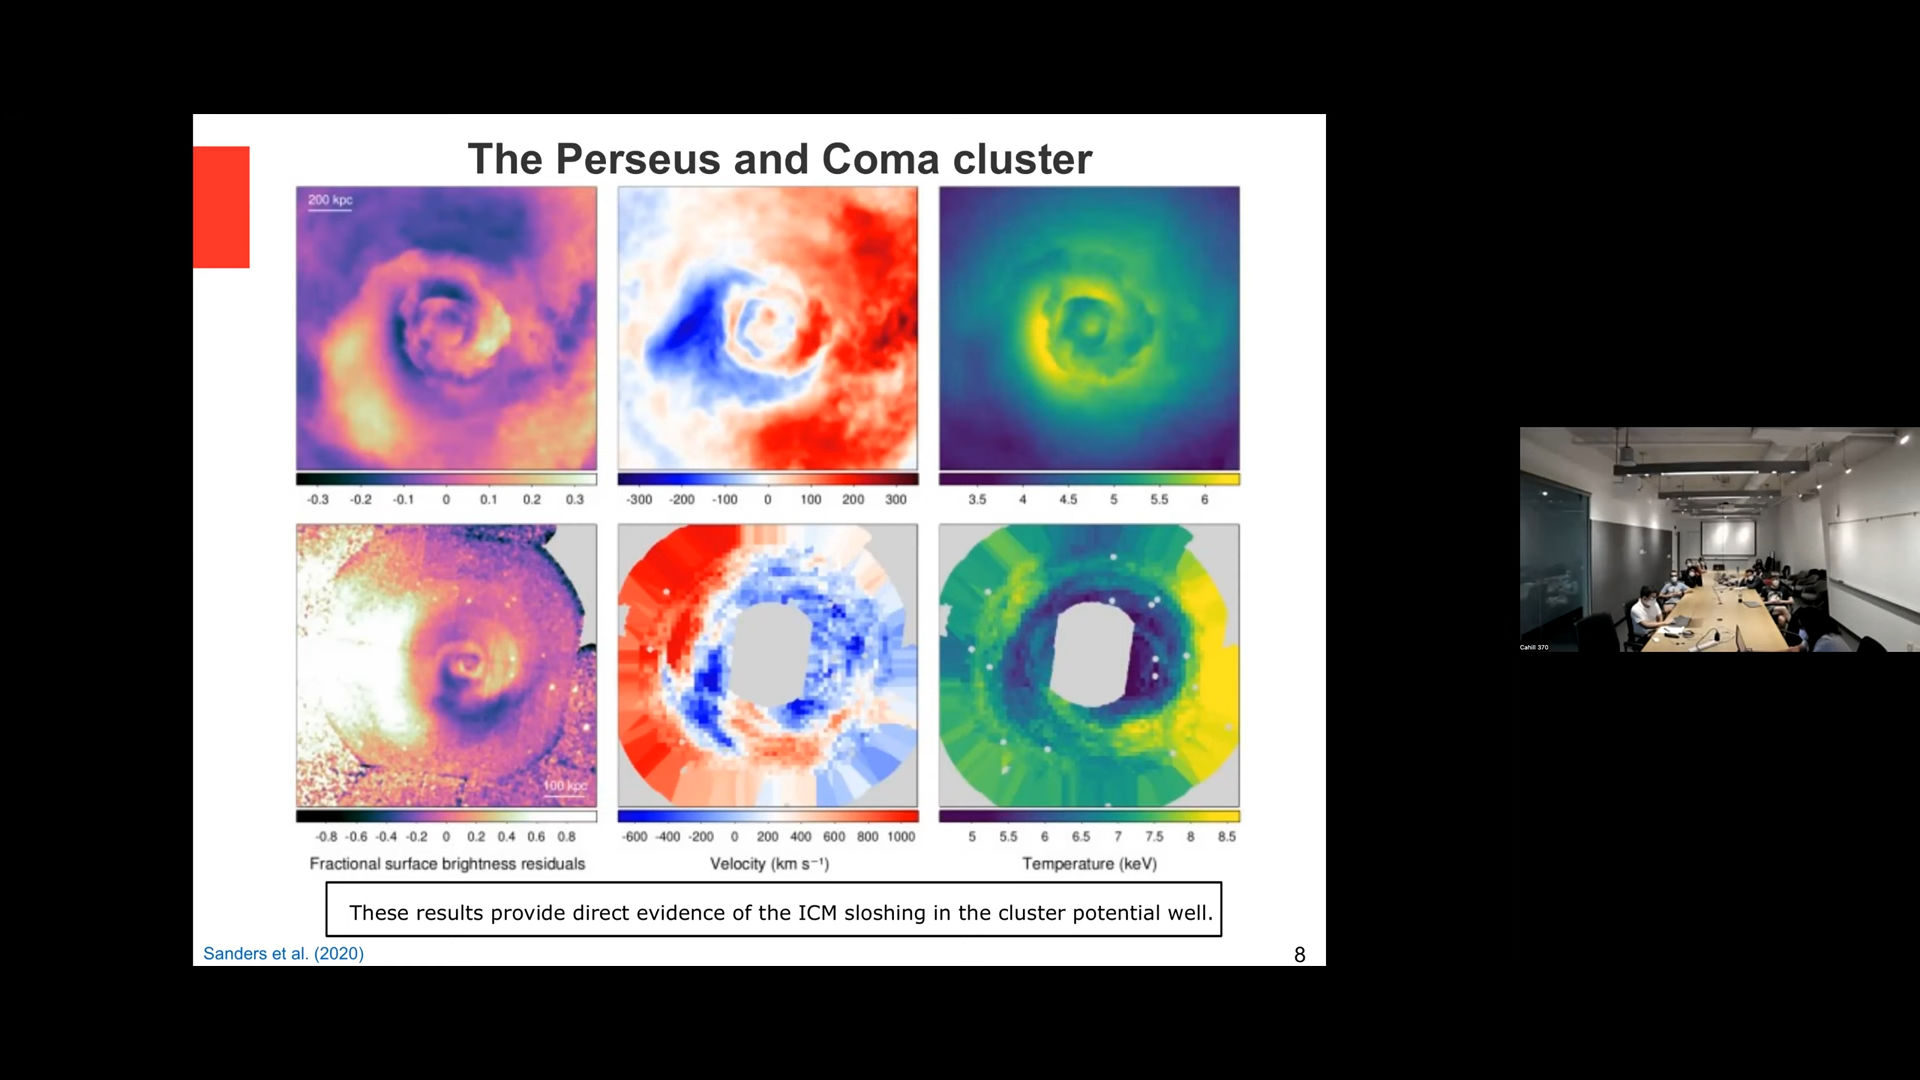 The Perseus and Coma cluster
200 kpc
-0.3 -0.2 -0.1 0 0.1 0.2 0.3
-300 -200 -100 0 100 200 300
3.5 4 4.5 5 5.5 6
100 kpc
-0.8 -0.6 -0.4 -0.2 0 0.2 0.4 0.6 0.8
-600 -400 -200 0 200 400 600 800 1000
5 5.5 6 6.5 7 7.5 8 8.5
Fractional surface brightness residuals
Velocity (km s⁻¹)
Temperature (keV)
These results provide direct evidence of the ICM sloshing in the cluster potential well.
Sanders et al. (2020)
8
Cahill 370